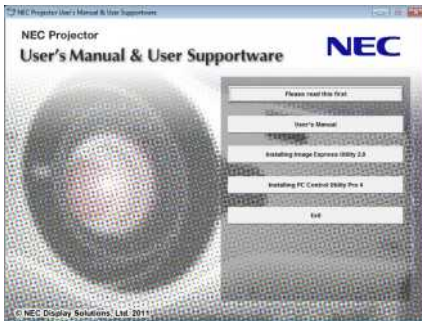 NEC Projector User's Manual & User Supportware
NEC Projector
User's Manual & User Supportware
NEC
Please read this first
User's Manual
Installing Image Express Utility 2.0
Installing PC Control Utility Pro 4
Exit
© NEC Display Solutions, Ltd. 2011